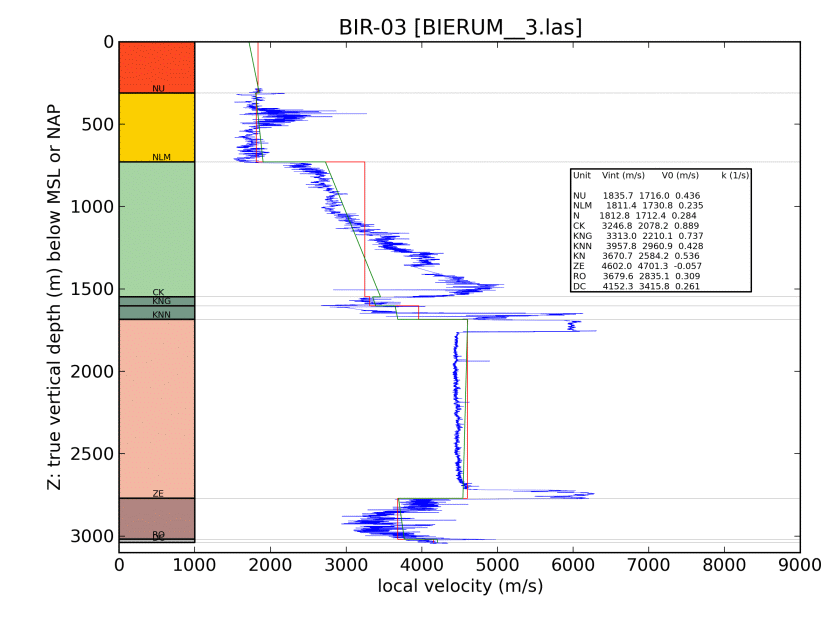 BIR-03 [BIERUM__3.las]
0
500
1000
1500
2000
2500
3000
Z: true vertical depth (m) below MSL or NAP
NU
NLM
CK
KNG
KNN
ZE
RO
DC
Unit Vint (m/s) V0 (m/s) k (1/s)
NU 1835.7 1716.0 0.436
NLM 1811.4 1730.8 0.235
N 1812.8 1712.4 0.284
CK 3246.8 2078.2 0.889
KNG 3313.0 2210.1 0.737
KNN 3957.8 2960.9 0.428
KN 3670.7 2584.2 0.536
ZE 4602.0 4701.3 -0.057
RO 3679.6 2835.1 0.309
DC 4152.3 3415.8 0.261
0 1000 2000 3000 4000 5000 6000 7000 8000 9000
local velocity (m/s)